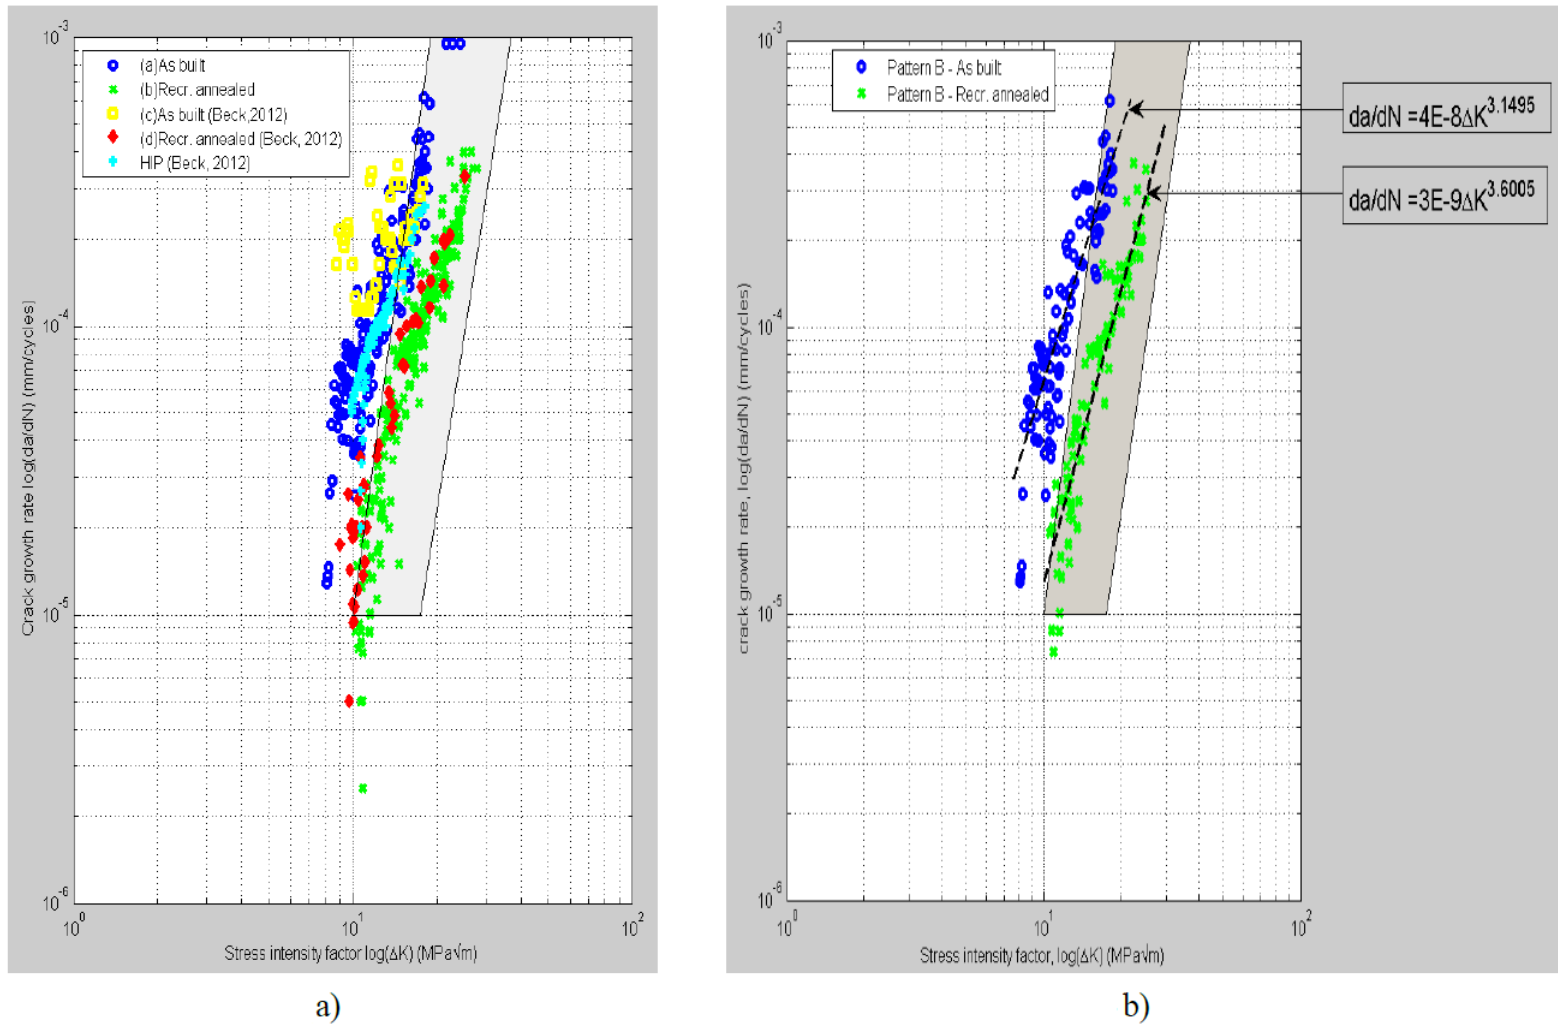 10^-3
(a)As built
(b)Recr. annealed
(c)As built (Beck,2012)
(d)Recr. annealed (Beck, 2012)
HIP (Beck, 2012)
10^-4
10^-5
10^-6
Crack growth rate log(da/dN) (mm/cycles)
10^0
10^1
10^2
Stress intensity factor log(ΔK) (MPa√m)
a)
10^-3
Pattern B - As built
Pattern B - Recr. annealed
da/dN =4E-8ΔK^3.1495
da/dN =3E-9ΔK^3.6005
10^-4
10^-5
10^-6
crack growth rate, log(da/dN) (mm/cycles)
10^0
10^1
10^2
Stress intensity factor, log(ΔK) (MPa√m)
b)